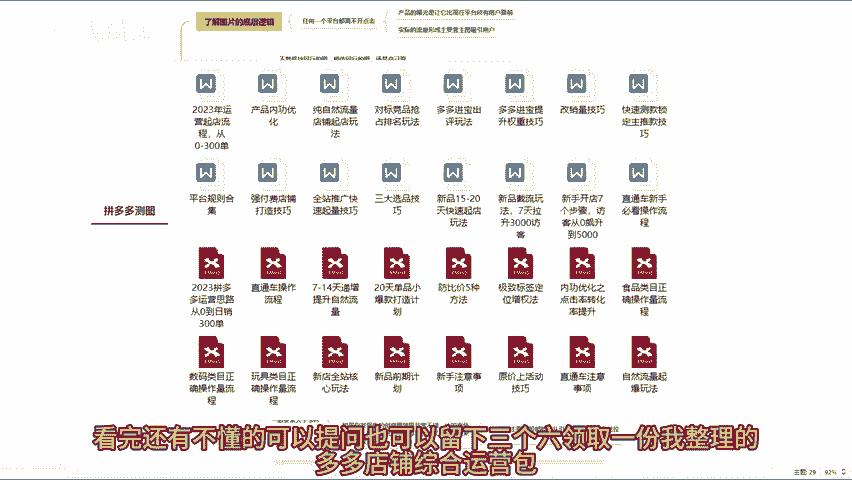 了解图片的底层逻辑
任何一个平台都离不开点击
产品的曝光是让它出现在平台所有用户面前
实际的流量形成主要靠主图吸引用户
拼多多测图
2023年运
营起店流
程，从
0-300单
产品内功优
化
纯自然流量
店铺起店玩
法
对标竞品抢
占排名玩法
多多进宝出
评玩法
多多进宝提
升权重技巧
改销量技巧
快速测款锁
定主推款技
巧
平台规则合
集
强付费店铺
打造技巧
全站推广快
速起量技巧
三大选品技
巧
新品15-20
天快速起店
玩法
新品截流玩
法，7天拉
升3000访
客
新手开店7
个步骤，访
客从0飙升
到5000
直通车新手
必看操作流
程
2023拼多
多运营思路
从0到日销
300单
直通车操作
流程
7-14天递增
提升自然流
量
20天单品小
爆款打造计
划
防比价5种
方法
极致标签定
位增权法
内功优化之
点击率转化
率提升
食品类目正
确操作量流
程
数码类目正
确操作量流
程
玩具类目正
确操作量流
程
新店全站核
心玩法
新品前期计
划
新手注意事
项
原价上活动
技巧
直通车注意
事项
自然流量起
爆玩法
看完还有不懂的可以提问也可以留下三个六领取一份我整理的
多多店铺综合运营包
主题: 29
92%